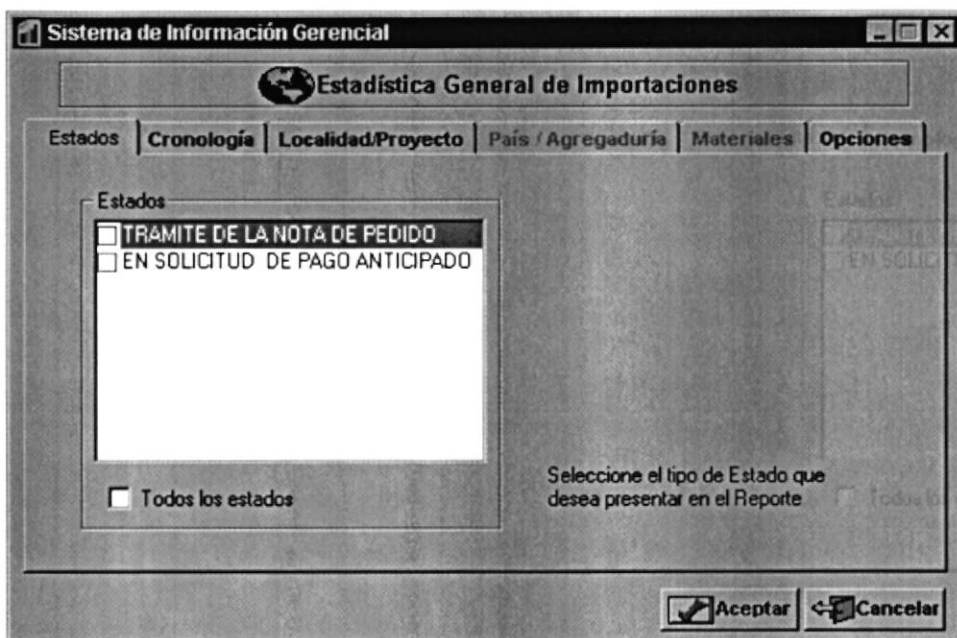 Sistema de Información Gerencial
Estadística General de Importaciones
Estados Cronología Localidad/Proyecto País / Agregaduría Materiales Opciones
Estados
TRAMITE DE LA NOTA DE PEDIDO
EN SOLICITUD DE PAGO ANTICIPADO
Todos los estados
Seleccione el tipo de Estado que
desea presentar en el Reporte
Aceptar Cancelar